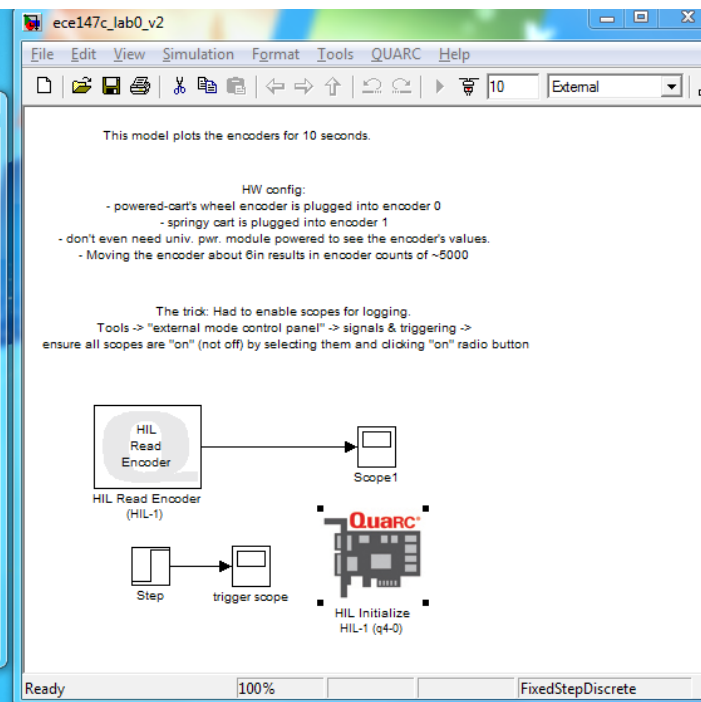 ece147c_lab0_v2
File Edit View Simulation Format Tools QUARC Help
10 External
This model plots the encoders for 10 seconds.
HW config:
- powered-cart's wheel encoder is plugged into encoder 0
- springy cart is plugged into encoder 1
- don't even need univ. pwr. module powered to see the encoder's values.
- Moving the encoder about 6in results in encoder counts of ~5000
The trick: Had to enable scopes for logging.
Tools -> "external mode control panel" -> signals & triggering ->
ensure all scopes are "on" (not off) by selecting them and clicking "on" radio button
HIL
Read
Encoder
HIL Read Encoder
(HIL-1)
Scope1
Step
trigger scope
QUARC
HIL Initialize
HIL-1 (q4-0)
Ready 100% FixedStepDiscrete